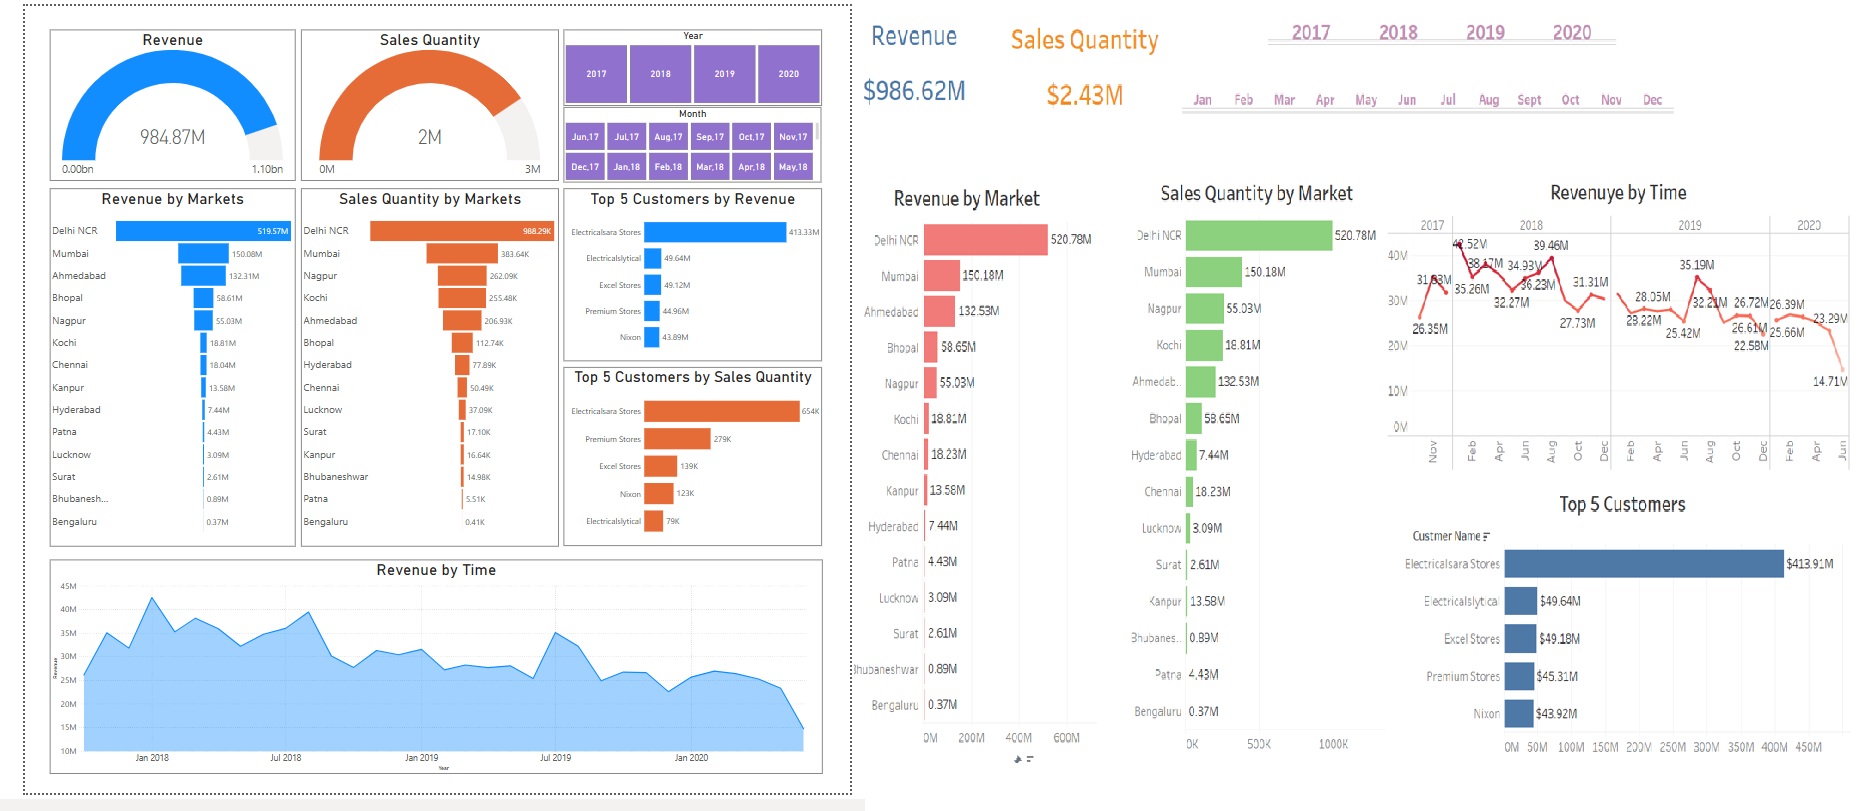 Revenue
984.87M
0.00bn
1.10bn
Sales Quantity
2M
0M
3M
Year
2017 2018 2019 2020
Month
Jun,17 Jul,17 Aug,17 Sep,17 Oct,17 Nov,17
Dec,17 Jan,18 Feb,18 Mar,18 Apr,18 May,18
Revenue by Markets
Delhi NCR 519.57M
Mumbai 150.08M
Ahmedabad 132.31M
Bhopal 58.61M
Nagpur 55.03M
Kochi 18.81M
Chennai 18.04M
Kanpur 13.58M
Hyderabad 7.44M
Patna 4.43M
Lucknow 3.09M
Surat 2.61M
Bhubanesh... 0.89M
Bengaluru 0.37M
Sales Quantity by Markets
Delhi NCR 988.29K
Mumbai 383.64K
Nagpur 262.09K
Kochi 255.48K
Ahmedabad 206.93K
Bhopal 112.74K
Hyderabad 77.89K
Chennai 50.49K
Lucknow 37.09K
Surat 17.10K
Kanpur 16.64K
Bhubaneshwar 14.98K
Patna 5.51K
Bengaluru 0.41K
Top 5 Customers by Revenue
Electricalsara Stores 413.33M
Electricalslytical 49.64M
Excel Stores 49.12M
Premium Stores 44.96M
Nixon 43.89M
Top 5 Customers by Sales Quantity
Electricalsara Stores 654K
Premium Stores 279K
Excel Stores 139K
Nixon 123K
Electricalslytical 79K
Revenue by Time
45M
40M
35M
30M
25M
20M
15M
10M
Revenue
Jan 2018 Jul 2018 Jan 2019 Jul 2019 Jan 2020
Year
Revenue
$986.62M
Sales Quantity
$2.43M
2017 2018 2019 2020
Jan Feb Mar Apr May Jun Jul Aug Sept Oct Nov Dec
Revenue by Market
Delhi NCR 520.78M
Mumbai 150.18M
Ahmedabad 132.53M
Bhopal 58.65M
Nagpur 55.03M
Kochi 18.81M
Chennai 18.23M
Kanpur 13.58M
Hyderabad 7.44M
Patna 4.43M
Lucknow 3.09M
Surat 2.61M
Bhubaneshwar 0.89M
Bengaluru 0.37M
0M 200M 400M 600M
Sales Quantity by Market
Delhi NCR 520.78M
Mumbai 150.18M
Nagpur 55.03M
Kochi 18.81M
Ahmedab.. 132.53M
Bhopal 58.65M
Hyderabad 7.44M
Chennai 18.23M
Lucknow 3.09M
Surat 2.61M
Kanpur 13.58M
Bhubanes.. 0.89M
Patna 4.43M
Bengaluru 0.37M
0K 500K 1000K
Revenuye by Time
2017 2018 2019 2020
40M
30M
20M
10M
0M
26.35M
31.93M
42.52M
35.26M
38.17M
32.27M
34.93M
36.23M
39.46M
27.73M
31.31M
28.22M
28.05M
25.42M
35.19M
32.21M
26.72M
26.61M
22.58M
26.39M
25.66M
23.29M
14.71M
Nov Feb Apr Jun Aug Oct Dec Feb Apr Jun Aug Oct Dec Feb Apr Jun
Top 5 Customers
Custmer Name
Electricalsara Stores $413.91M
Electricalslytical $49.64M
Excel Stores $49.18M
Premium Stores $45.31M
Nixon $43.92M
0M 50M 100M 150M 200M 250M 300M 350M 400M 450M